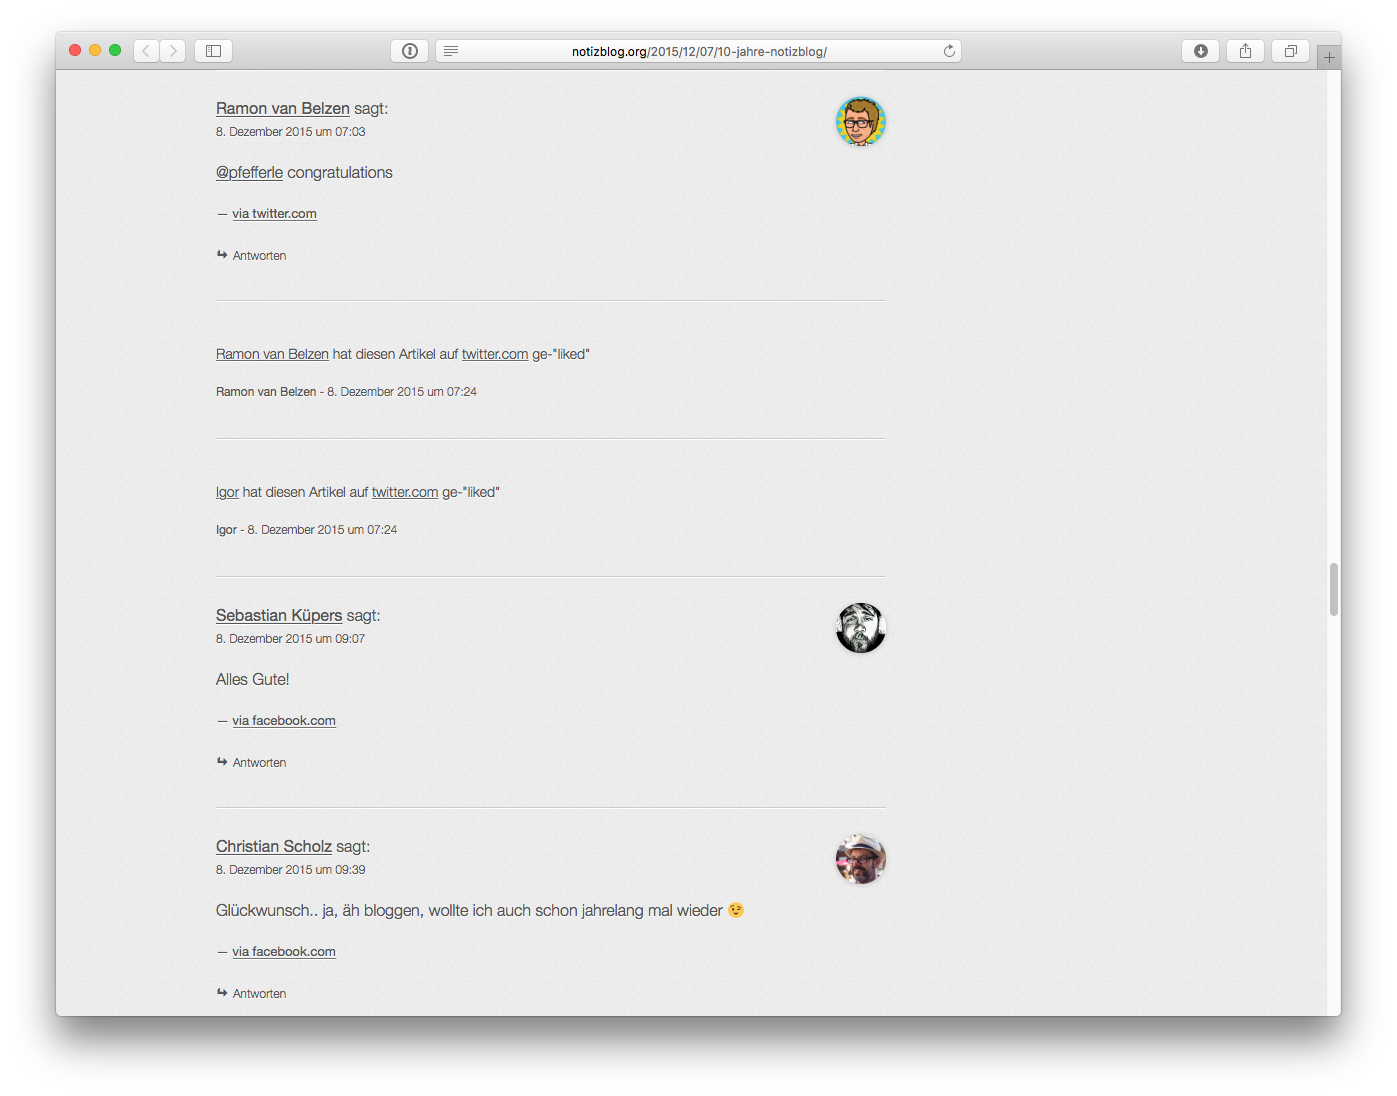 notizblog.org/2015/12/07/10-jahre-notizblog/
Ramon van Belzen sagt:
8. Dezember 2015 um 07:03
@pfefferle congratulations
— via twitter.com
Antworten
Ramon van Belzen hat diesen Artikel auf twitter.com ge-"liked"
Ramon van Belzen - 8. Dezember 2015 um 07:24
Igor hat diesen Artikel auf twitter.com ge-"liked"
Igor - 8. Dezember 2015 um 07:24
Sebastian Küpers sagt:
8. Dezember 2015 um 09:07
Alles Gute!
— via facebook.com
Antworten
Christian Scholz sagt:
8. Dezember 2015 um 09:39
Glückwunsch.. ja, äh bloggen, wollte ich auch schon jahrelang mal wieder 😉
— via facebook.com
Antworten